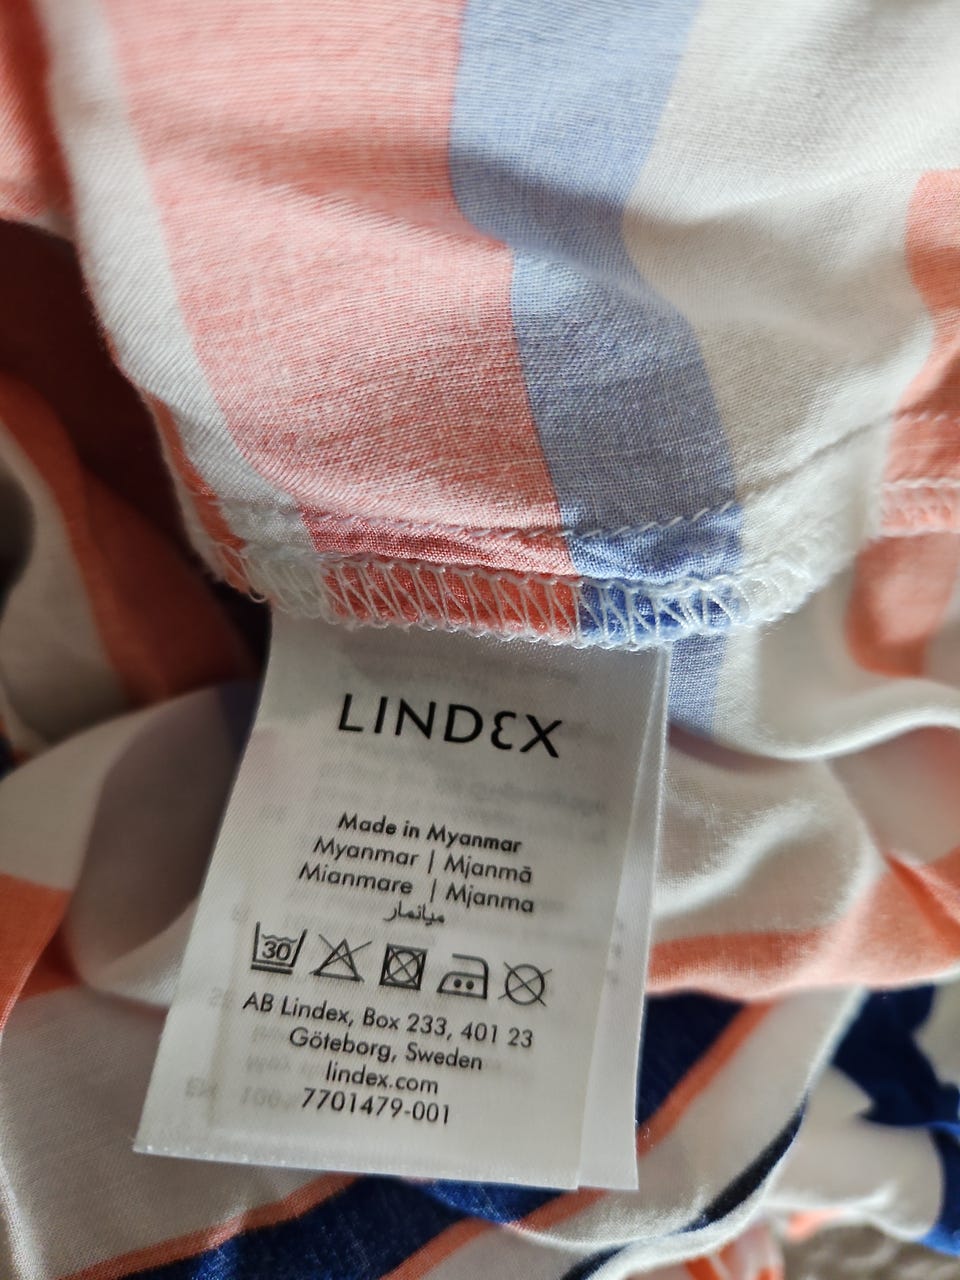 LINDEX
Made in Myanmar
Myanmar | Mjanmā
Mianmare | Mjanma
ميانمار
30
AB Lindex, Box 233, 401 23
Göteborg, Sweden
lindex.com
7701479-001